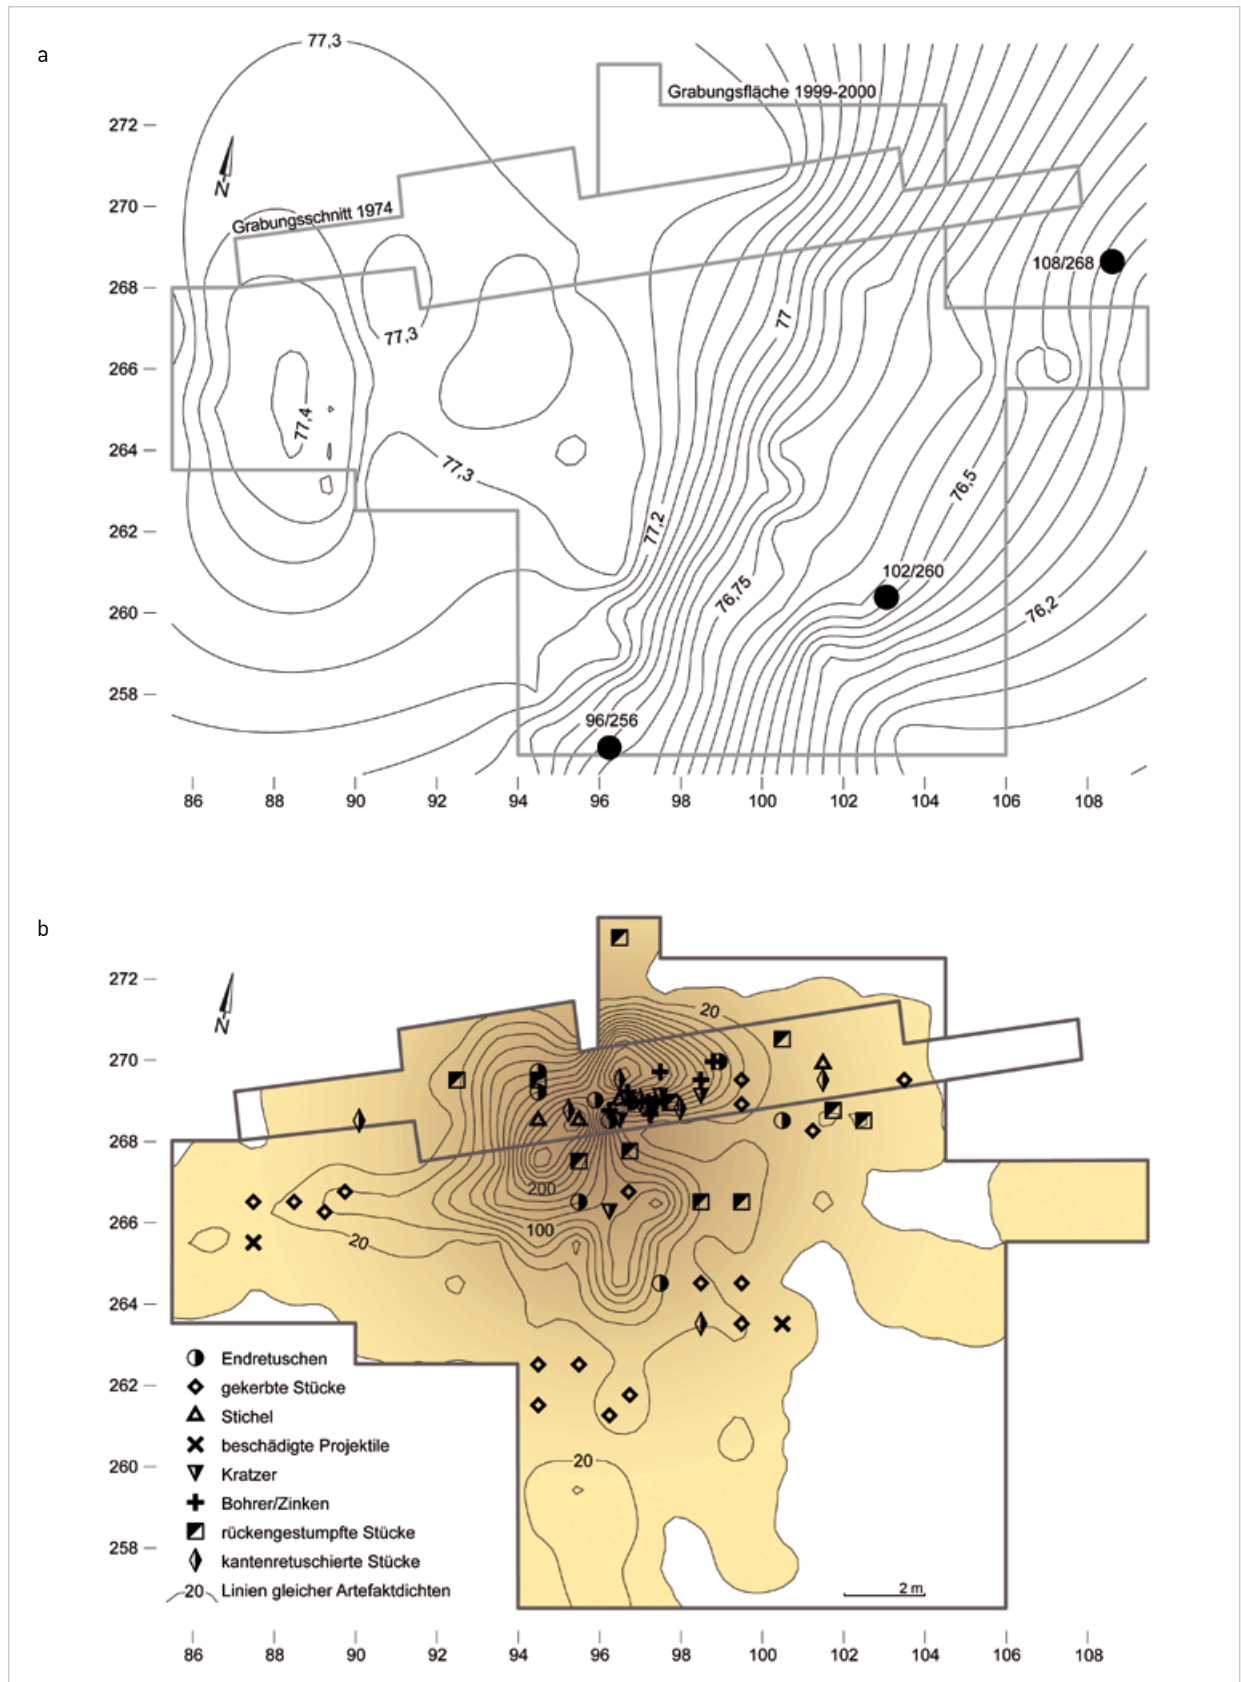 a
77,3
Grabungsfläche 1999-2000
272
N
270
Grabungsschnitt 1974
108/268
268
77
77,3
266
77,4
264
77,3
76,5
262
77,2
102/260
76,75
260
76,2
258
96/256
86 88 90 92 94 96 98 100 102 104 106 108
b
272
N
20
270
268
200
266
100
20
264
Endretuschen
gekerbte Stücke
262
Stichel
beschädigte Projektile
260
20
Kratzer
Bohrer/Zinken
rückengestumpfte Stücke
258
kantenretuschierte Stücke
20 Linien gleicher Artefaktdichten
2 m
86 88 90 92 94 96 98 100 102 104 106 108